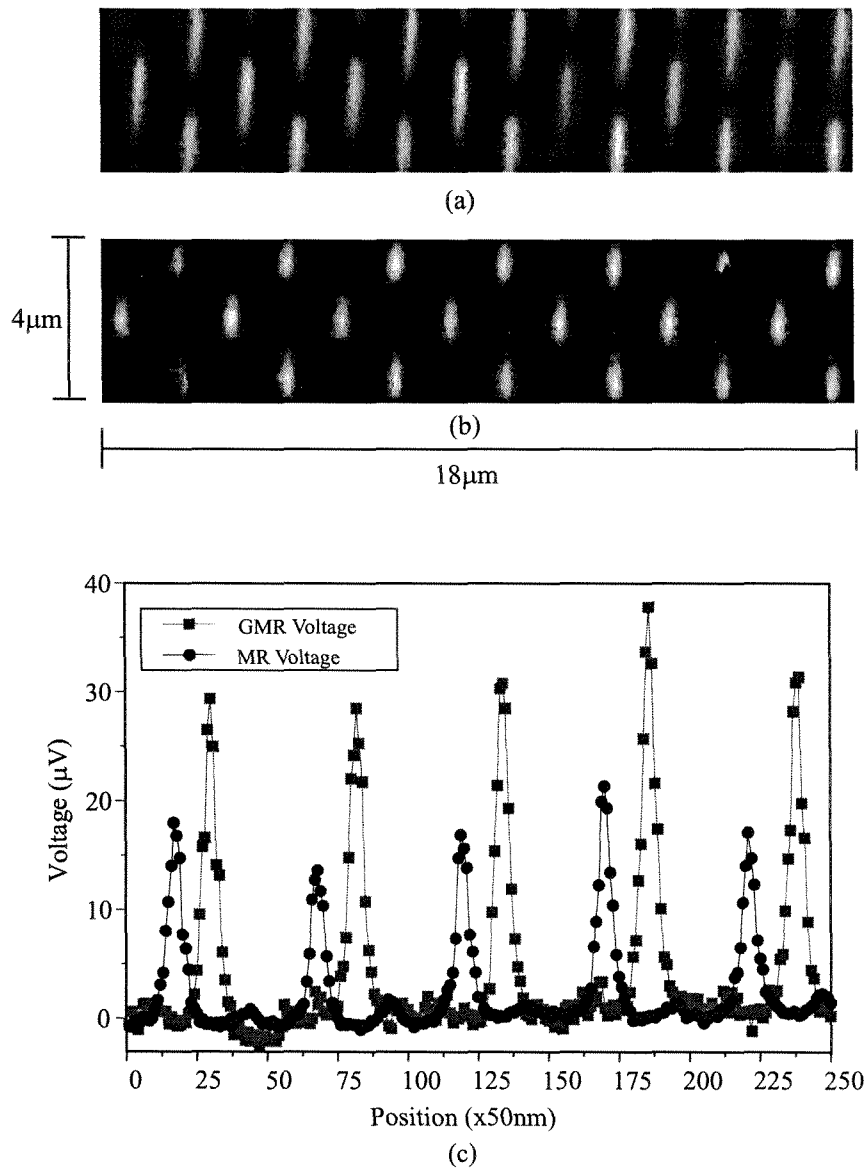 (a)
4μm
(b)
18μm
40
30
20
10
0
GMR Voltage
MR Voltage
Voltage (μV)
0 25 50 75 100 125 150 175 200 225 250
Position (x50nm)
(c)